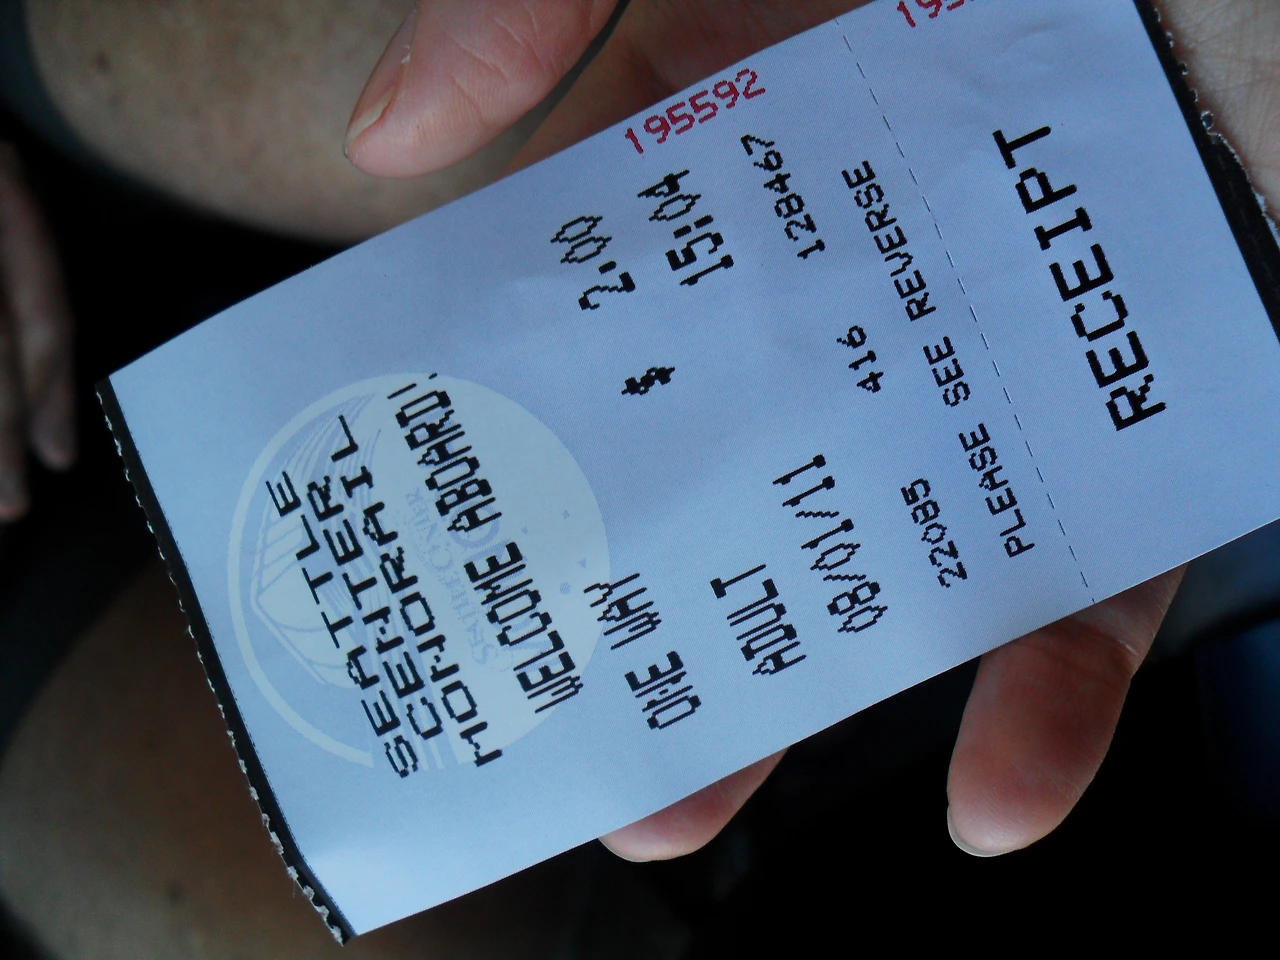 SEATTLE
CENTER
MONORAIL
WELCOME ABOARD!
ONE WAY $ 2.00
ADULT 15:04
08/01/11 128467
22085 416
PLEASE SEE REVERSE
195592
RECEIPT